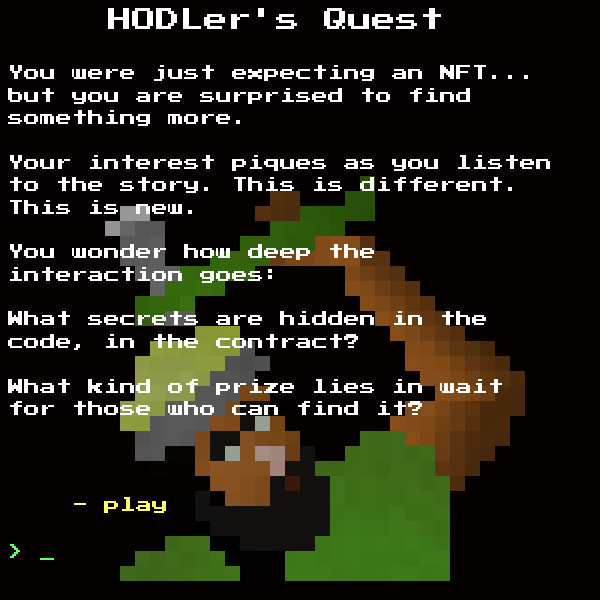 HODLer's Quest
You were just expecting an NFT...
but you are surprised to find
something more.
Your interest piques as you listen
to the story. This is different.
This is new.
You wonder how deep the
interaction goes:
What secrets are hidden in the
code, in the contract?
What kind of prize lies in wait
for those who can find it?
- play
> _